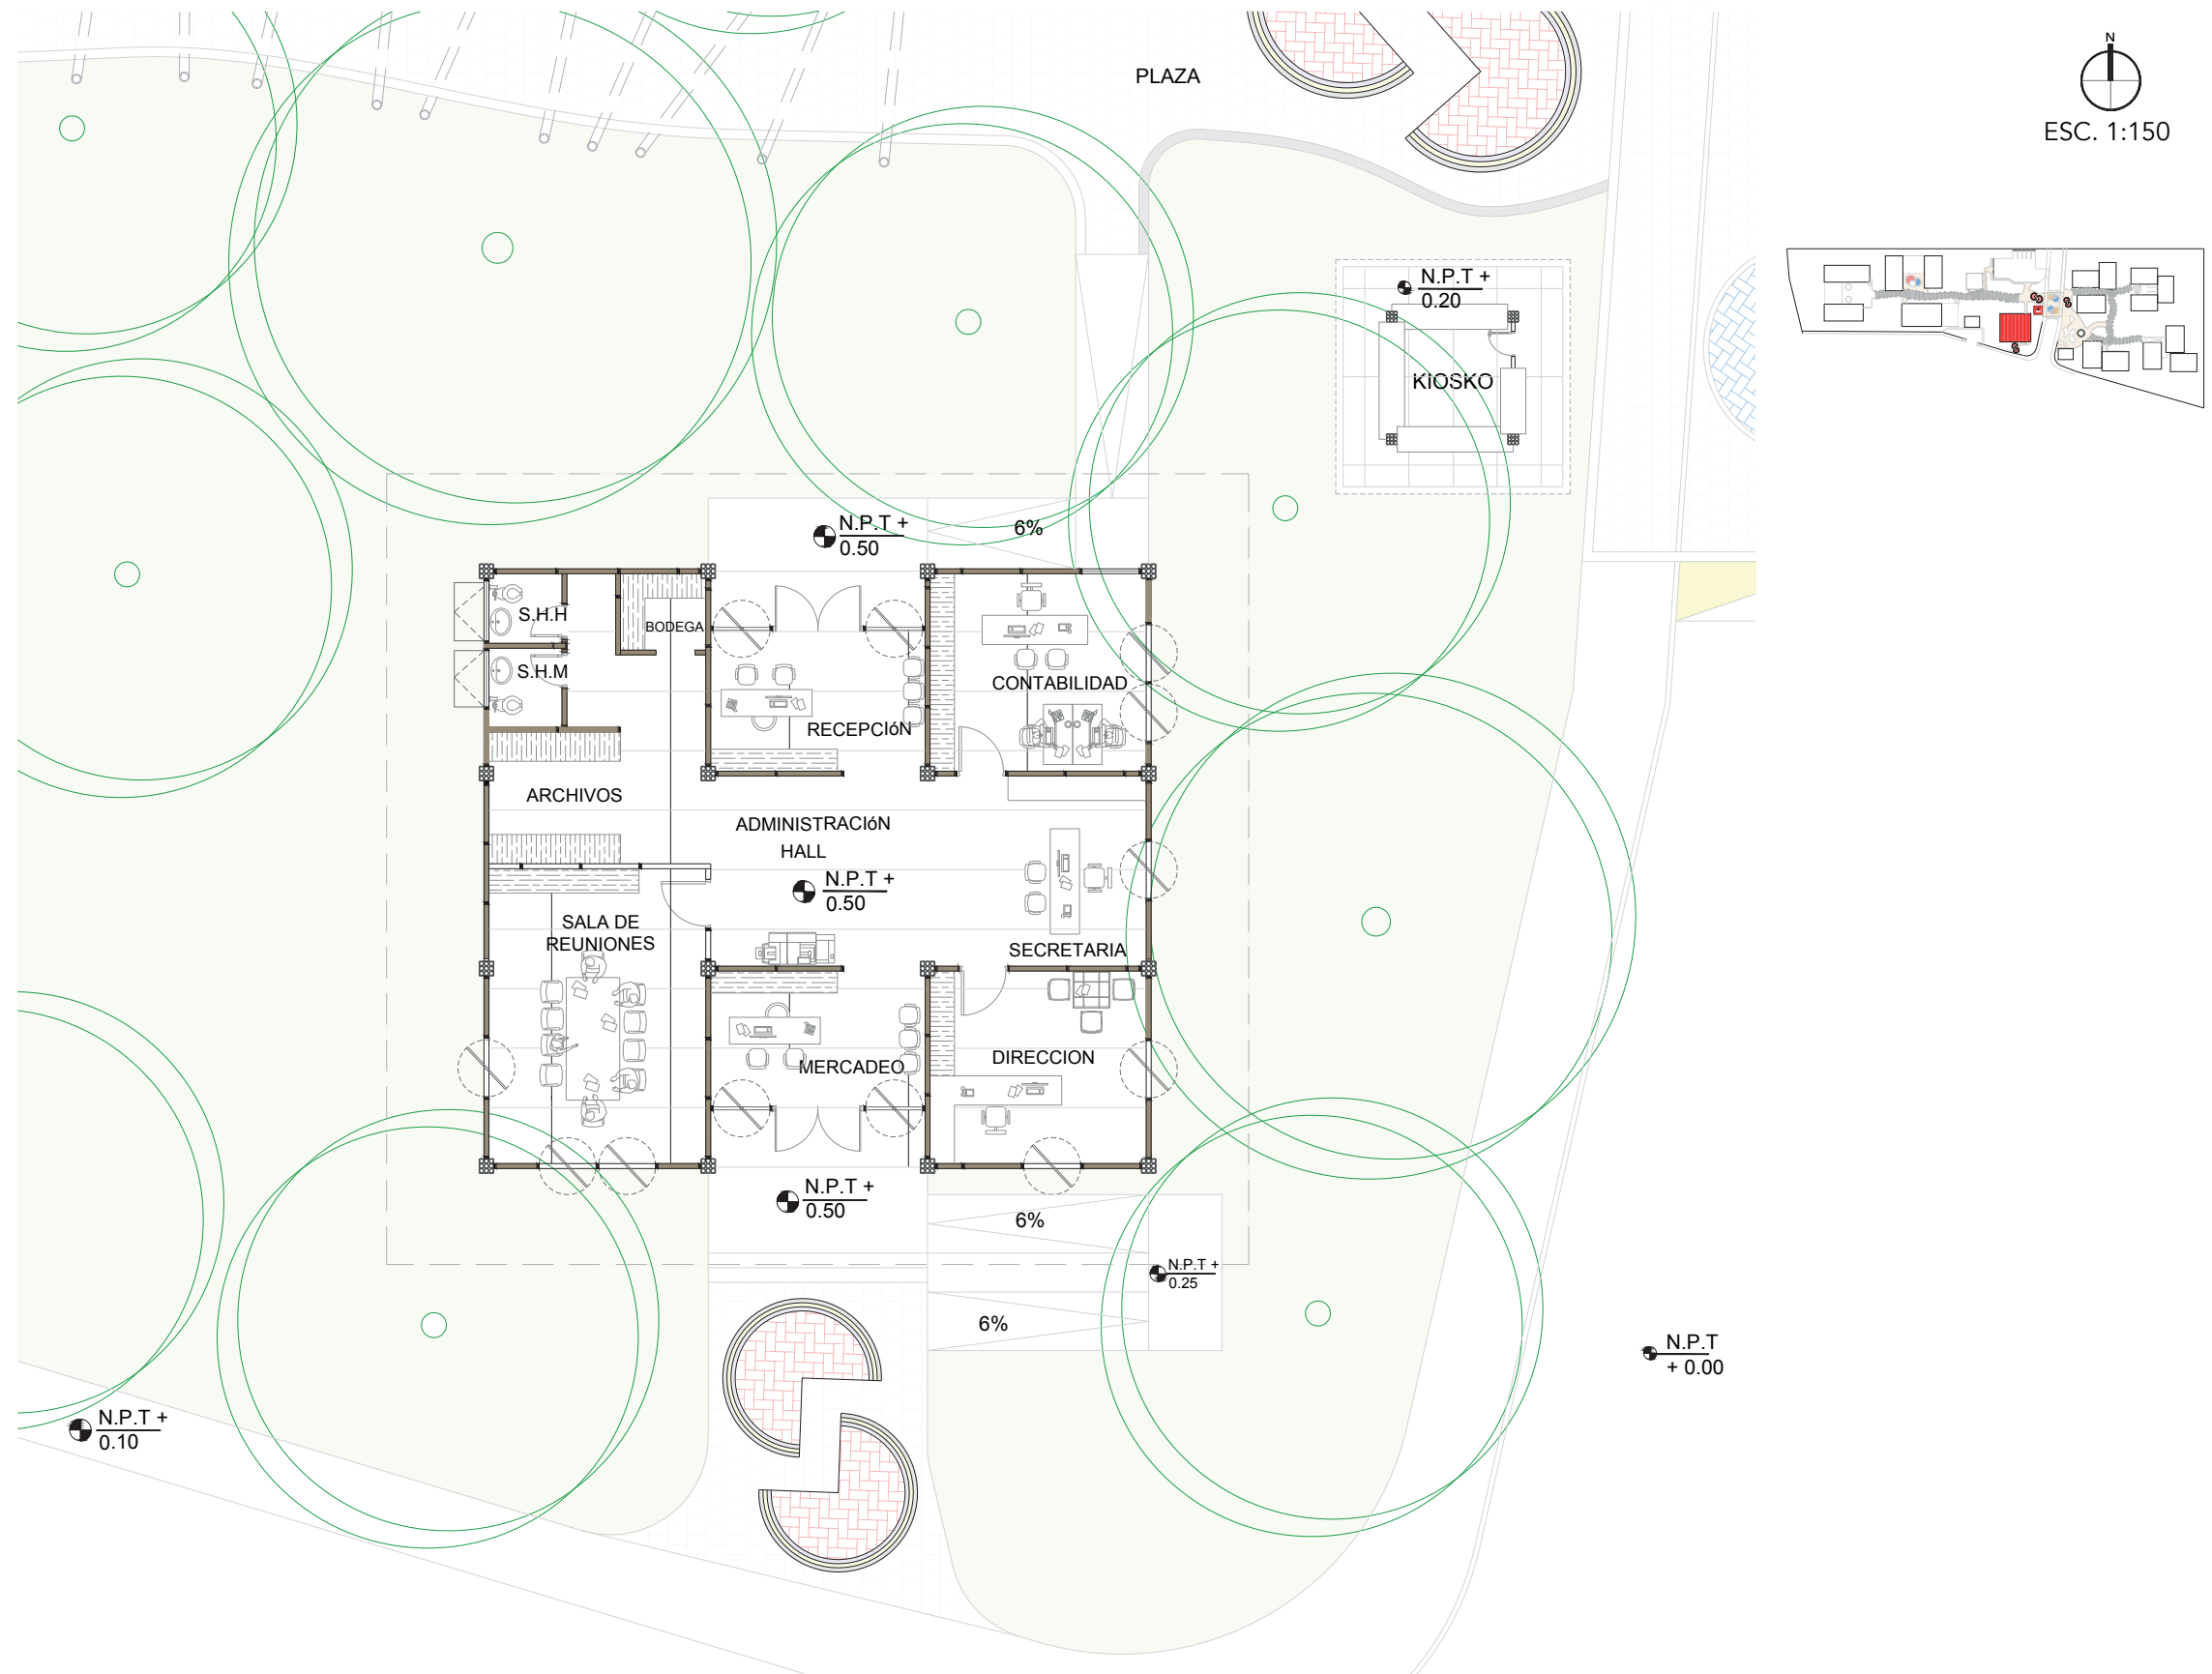 PLAZA
N
ESC. 1:150
N.P.T +
0.20
KIOSKO
N.P.T +
0.50
6%
S.H.H
BODEGA
S.H.M
CONTABILIDAD
RECEPCIóN
ARCHIVOS
ADMINISTRACIóN
HALL
N.P.T +
0.50
SALA DE
REUNIONES
SECRETARIA
DIRECCION
MERCADEO
N.P.T +
0.50
6%
N.P.T +
0.25
6%
N.P.T
+ 0.00
N.P.T +
0.10